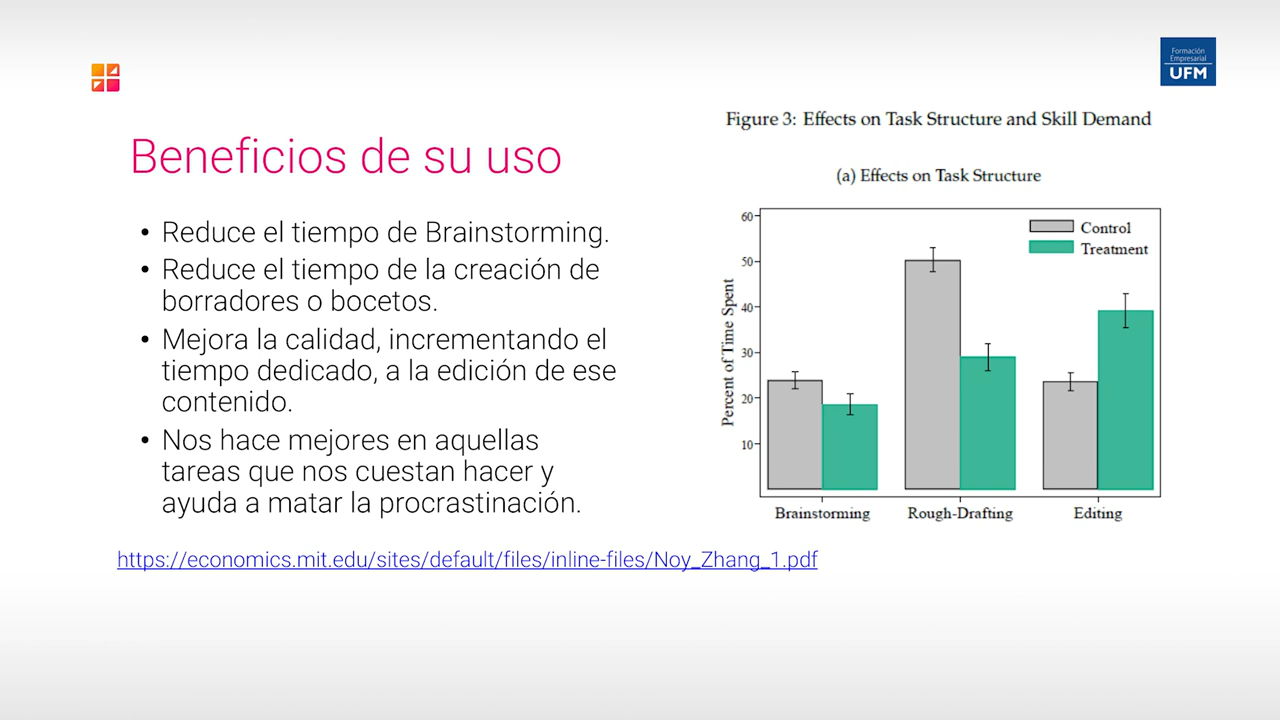 Formación
Empresarial
UFM
Beneficios de su uso
• Reduce el tiempo de Brainstorming.
• Reduce el tiempo de la creación de
borradores o bocetos.
• Mejora la calidad, incrementando el
tiempo dedicado, a la edición de ese
contenido.
• Nos hace mejores en aquellas
tareas que nos cuestan hacer y
ayuda a matar la procrastinación.
https://economics.mit.edu/sites/default/files/inline-files/Noy_Zhang_1.pdf
Figure 3: Effects on Task Structure and Skill Demand
(a) Effects on Task Structure
Control
Treatment
Percent of Time Spent
60
50
40
30
20
10
Brainstorming
Rough-Drafting
Editing